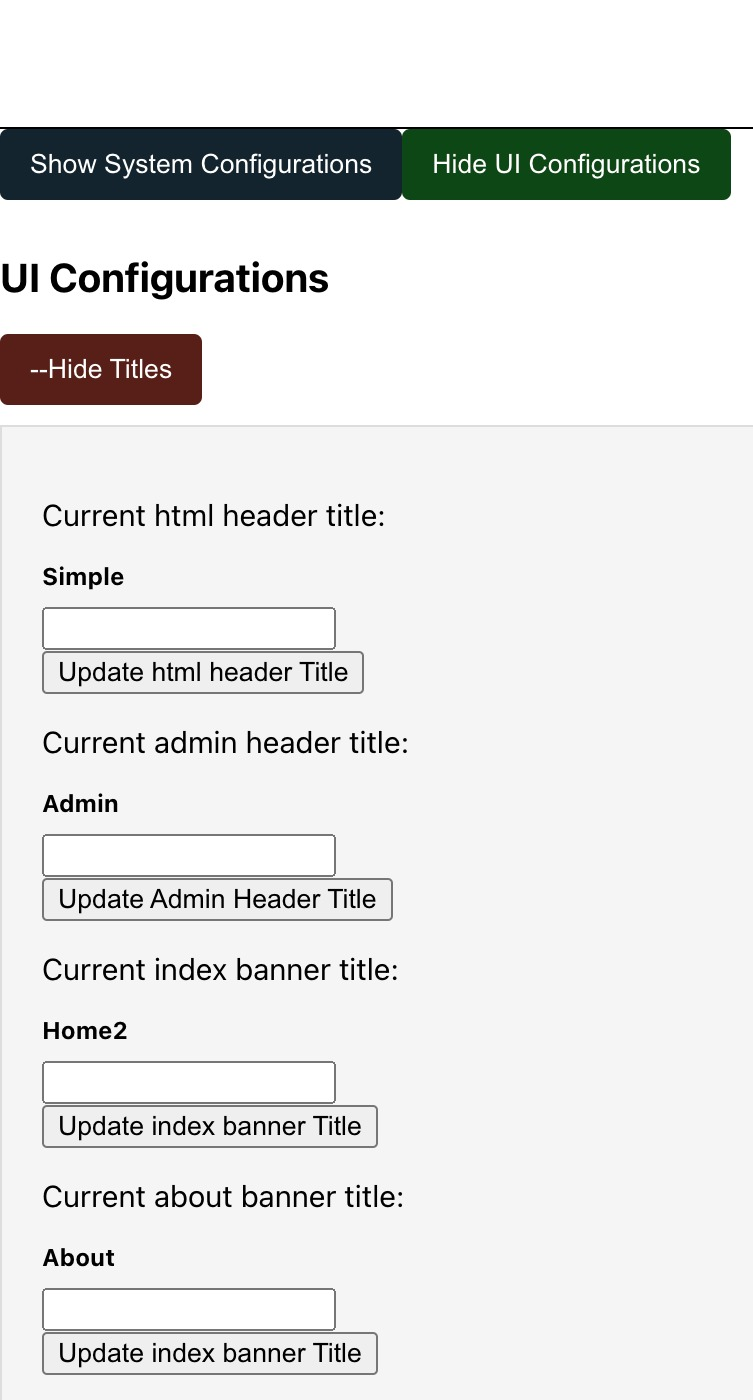 Show System Configurations Hide UI Configurations
UI Configurations
--Hide Titles
Current html header title:
Simple
Update html header Title
Current admin header title:
Admin
Update Admin Header Title
Current index banner title:
Home2
Update index banner Title
Current about banner title:
About
Update index banner Title